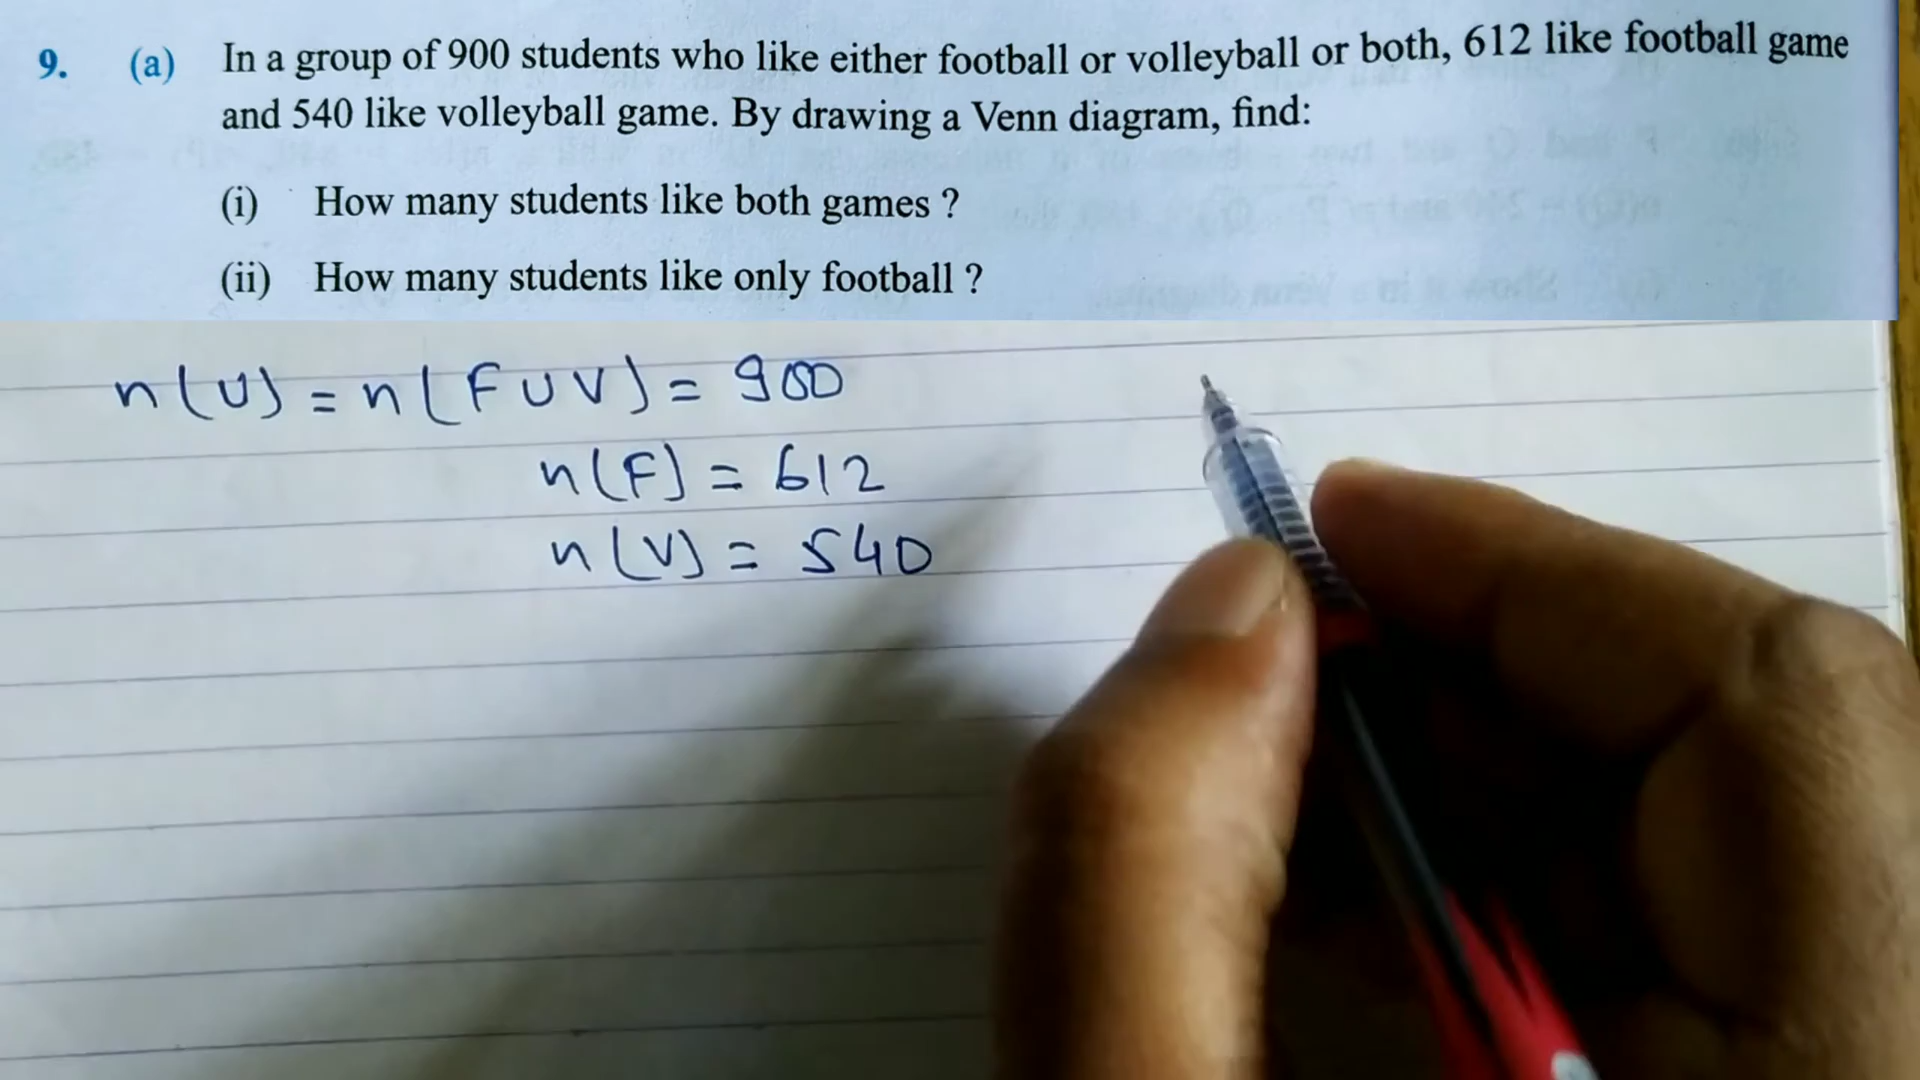 9. (a) In a group of 900 students who like either football or volleyball or both, 612 like football game
and 540 like volleyball game. By drawing a Venn diagram, find:
(i) How many students like both games ?
(ii) How many students like only football ?
n(U) = n(F∪V) = 900
n(F) = 612
n(V) = 540